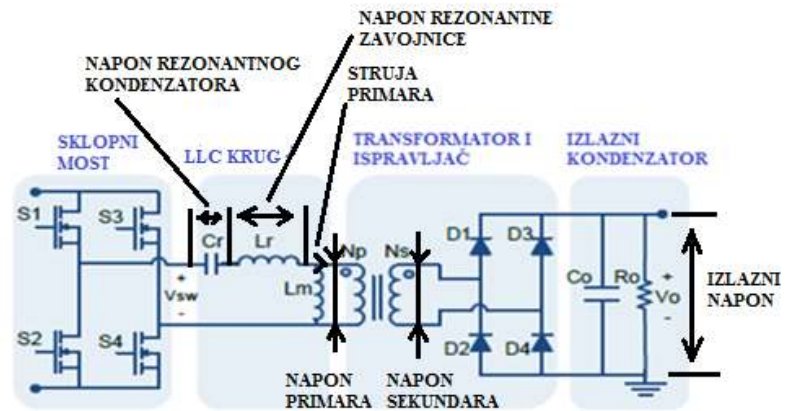 NAPON REZONANTNE
ZAVOJNICE
NAPON REZONANTNOG
KONDENZATORA
STRUJA
PRIMARA
SKLOPNI
MOST
LLC KRUG
TRANSFORMATOR I
ISPRAVLJAČ
IZLAZNI
KONDENZATOR
S1
S3
Cr
Lr
Np
Ns
D1
D3
+
Vsw
-
Lm
Co
Ro
+
Vo
-
IZLAZNI
NAPON
S2
S4
D2
D4
NAPON
PRIMARA
NAPON
SEKUNDARA